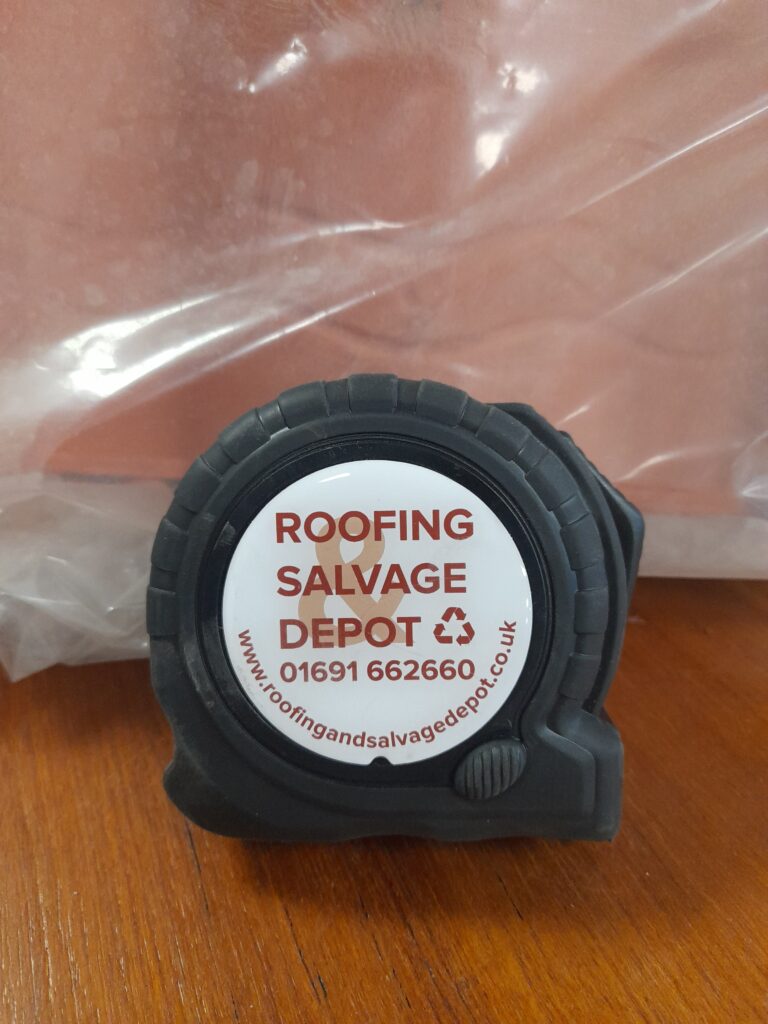 ROOFING
&
SALVAGE
DEPOT
01691 662660
www.roofingandsalvagedepot.co.uk